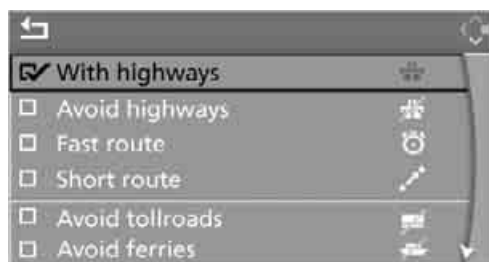 With highways
Avoid highways
Fast route
Short route
Avoid tollroads
Avoid ferries